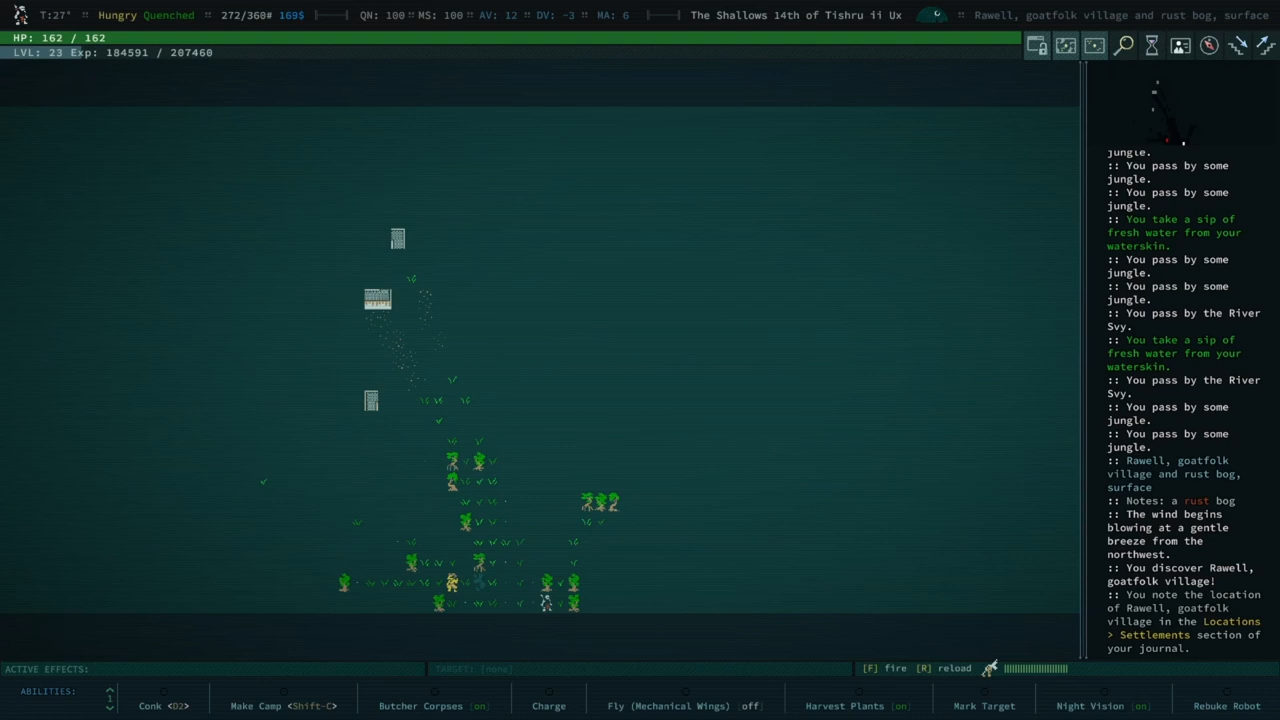 T:27° :: Hungry Quenched :: 272/360# 169$ QN: 100 :: MS: 100 :: AV: 12 :: DV: -3 :: MA: 6 The Shallows 14th of Tishru ii Ux :: Rawell, goatfolk village and rust bog, surface
HP: 162 / 162
LVL: 23 Exp: 184591 / 207460
jungle.
:: You pass by some
jungle.
:: You pass by some
jungle.
:: You take a sip of
fresh water from your
waterskin.
:: You pass by some
jungle.
:: You pass by some
jungle.
:: You pass by the River
Svy.
:: You take a sip of
fresh water from your
waterskin.
:: You pass by the River
Svy.
:: You pass by some
jungle.
:: You pass by some
jungle.
:: Rawell, goatfolk
village and rust bog,
surface
:: Notes: a rust bog
:: The wind begins
blowing at a gentle
breeze from the
northwest.
:: You discover Rawell,
goatfolk village!
:: You note the location
of Rawell, goatfolk
village in the Locations
> Settlements section of
your journal.
ACTIVE EFFECTS: TARGET: [none] [F] fire [R] reload
ABILITIES: 1 Conk <D2> Make Camp <Shift-C> Butcher Corpses [on] Charge Fly (Mechanical Wings) [off] Harvest Plants [on] Mark Target Night Vision [on] Rebuke Robot